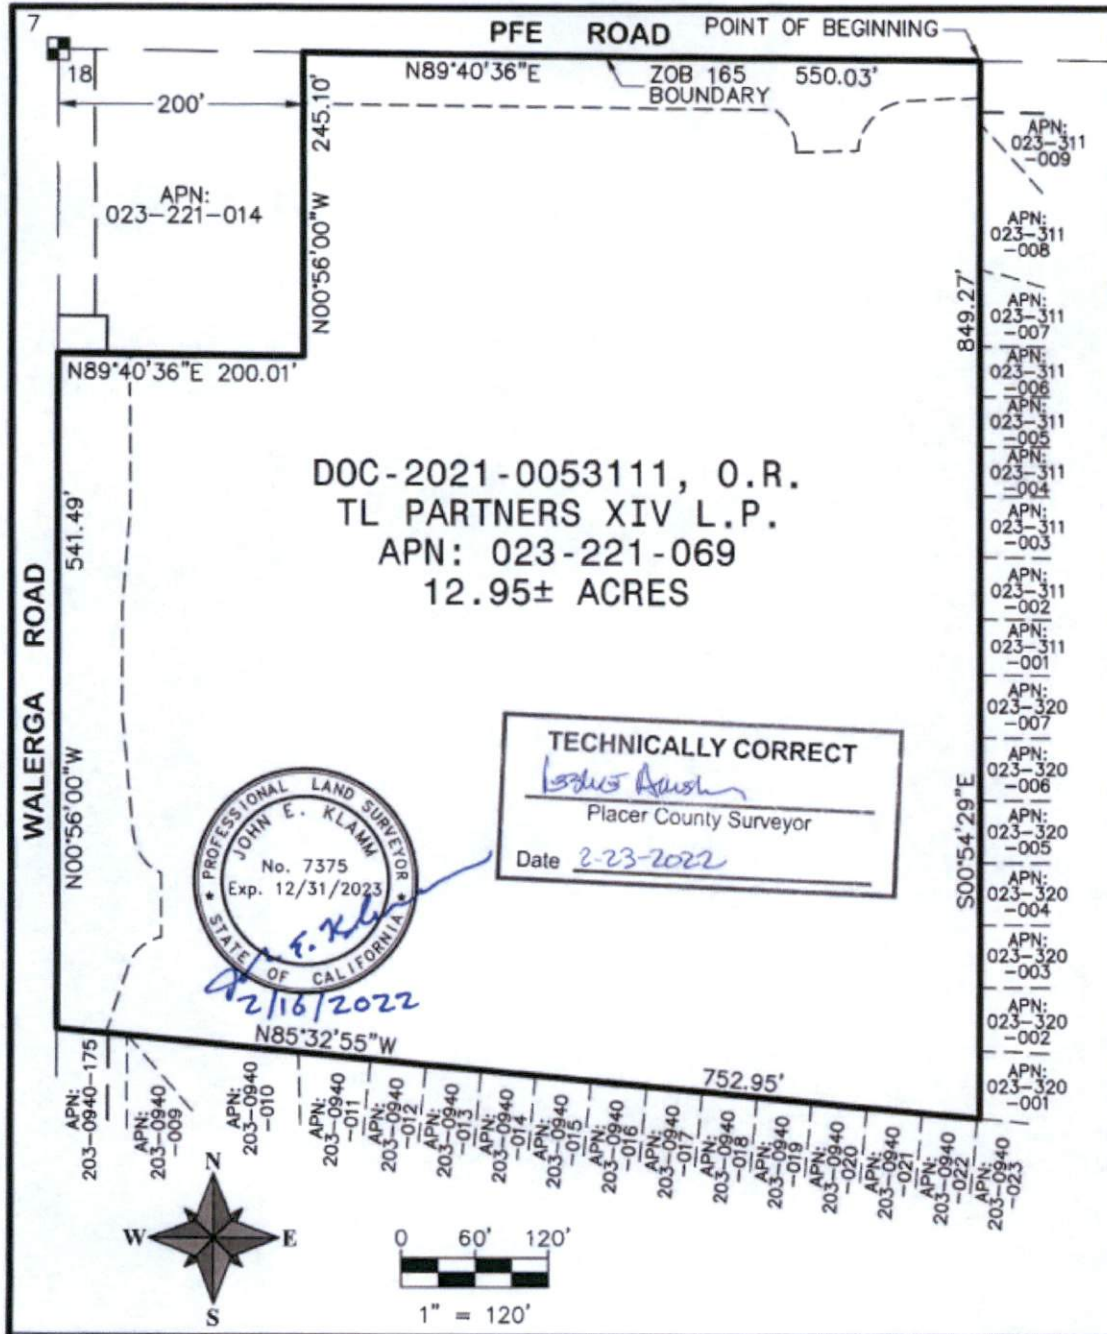 7
PFE ROAD
POINT OF BEGINNING
18
200'
N89°40'36"E
ZOB 165
BOUNDARY
550.03'
245.10'
N00°56'00"W
APN:
023-221-014
N89°40'36"E 200.01'
APN:
023-311
-009
APN:
023-311
-008
849.27'
APN:
023-311
-007
APN:
023-311
-006
APN:
023-311
-005
APN:
023-311
-004
APN:
023-311
-003
APN:
023-311
-002
APN:
023-311
-001
APN:
023-320
-007
APN:
023-320
-006
APN:
023-320
-005
APN:
023-320
-004
APN:
023-320
-003
APN:
023-320
-002
APN:
023-320
-001
S00°54'29"E
DOC-2021-0053111, O.R.
TL PARTNERS XIV L.P.
APN: 023-221-069
12.95± ACRES
541.49'
WALERGA ROAD
N00°56'00"W
PROFESSIONAL LAND SURVEYOR
JOHN E. KLAMM
No. 7375
Exp. 12/31/2023
STATE OF CALIFORNIA
2/16/2022
TECHNICALLY CORRECT
Placer County Surveyor
Date 2-23-2022
N85°32'55"W
752.95'
APN:
203-0940-175
APN:
203-0940
-009
APN:
203-0940
-010
APN:
203-0940
-011
APN:
203-0940
-012
APN:
203-0940
-013
APN:
203-0940
-014
APN:
203-0940
-015
APN:
203-0940
-016
APN:
203-0940
-017
APN:
203-0940
-018
APN:
203-0940
-019
APN:
203-0940
-020
APN:
203-0940
-021
APN:
203-0940
-022
APN:
203-0940
-023
N
W
E
S
0 60' 120'
1" = 120'